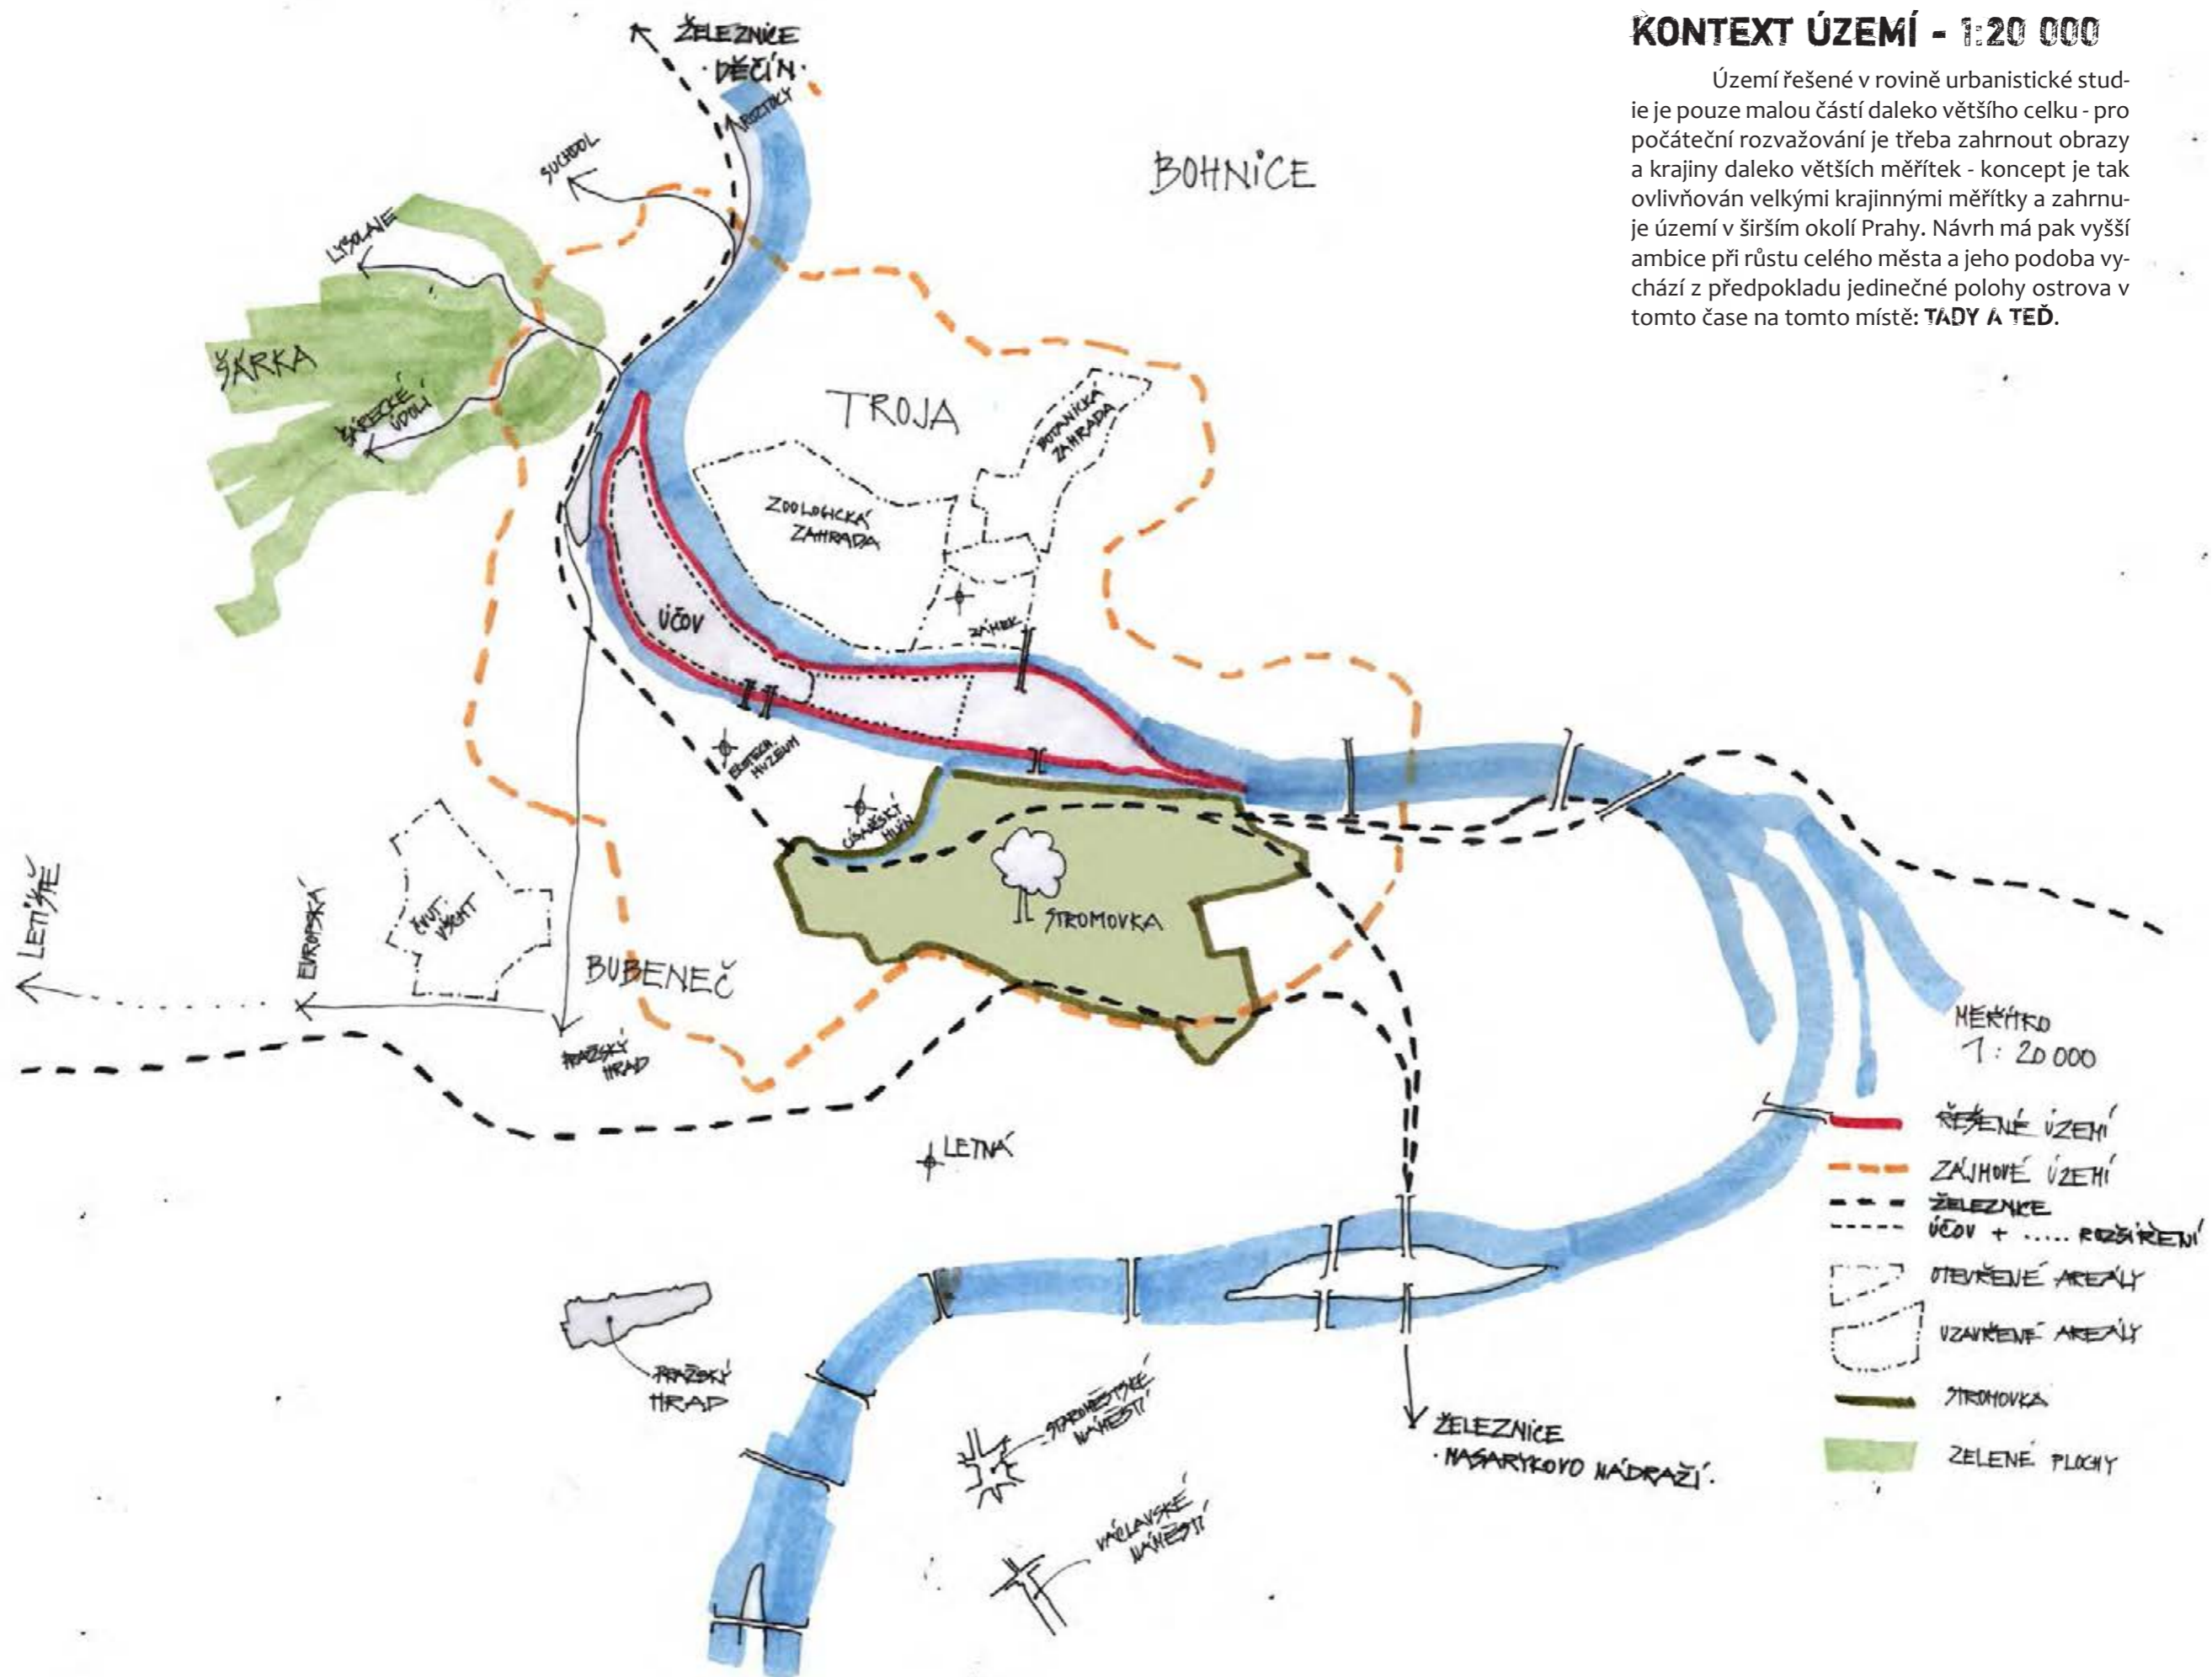 KONTEXT ÚZEMÍ - 1:20 000
Území řešené v rovině urbanistické stud-
ie je pouze malou částí daleko většího celku - pro
počáteční rozvažování je třeba zahrnout obrazy
a krajiny daleko větších měřítek - koncept je tak
ovlivňován velkými krajinnými měřítky a zahrnu-
je území v širším okolí Prahy. Návrh má pak vyšší
ambice při růstu celého města a jeho podoba vy-
chází z předpokladu jedinečné polohy ostrova v
tomto čase na tomto místě: TADY A TEĎ.
ŽELEZNICE
· DĚČÍN ·
ROZTOKY
SUCHDOL
BOHNICE
LYSOLAJE
ŠÁRKA
ŠÁRECKÉ
ÚDOLÍ
TROJA
BOTANICKÁ
ZAHRADA
ZOOLOGICKÁ
ZAHRADA
ÚČOV
ZÁMEK
EKOTECH.
MUZEUM
CÍSAŘSKÝ
MLÝN
STROMOVKA
LETIŠTĚ
EVROPSKÁ
ČVUT
VŠCHT
BUBENEČ
PRAŽSKÝ
HRAD
LETNÁ
MĚŘÍTKO
1 : 20 000
ŘEŠENÉ ÚZEMÍ
ZÁJMOVÉ ÚZEMÍ
ŽELEZNICE
ÚČOV + ..... ROZŠÍŘENÍ
OTEVŘENÉ AREÁLY
UZAVŘENÉ AREÁLY
STROMOVKA
ZELENÉ PLOCHY
PRAŽSKÝ
HRAD
STAROMĚSTSKÉ
NÁMĚSTÍ
VÁCLAVSKÉ
NÁMĚSTÍ
ŽELEZNICE
· MASARYKOVO NÁDRAŽÍ ·